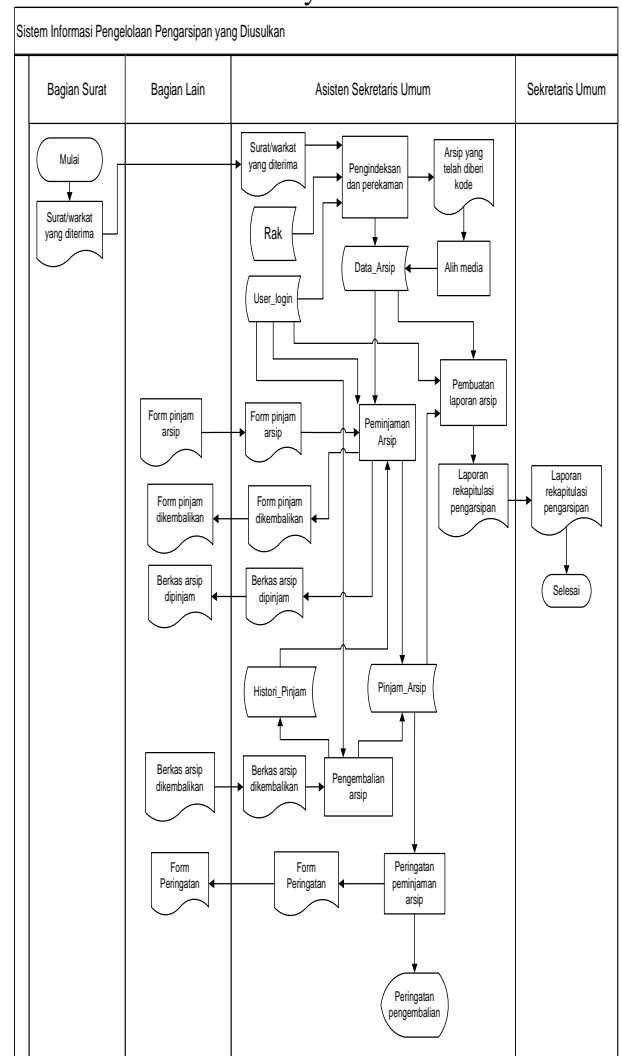 Sistem Informasi Pengelolaan Pengarsipan yang Diusulkan
Bagian Surat
Bagian Lain
Asisten Sekretaris Umum
Sekretaris Umum
Mulai
Surat/warkat
yang diterima
Surat/warkat
yang diterima
Pengindeksan
dan perekaman
Arsip yang
telah diberi
kode
Rak
User_login
Data_Arsip
Alih media
Pembuatan
laporan arsip
Form pinjam
arsip
Form pinjam
arsip
Peminjaman
Arsip
Form pinjam
dikembalikan
Form pinjam
dikembalikan
Laporan
rekapitulasi
pengarsipan
Laporan
rekapitulasi
pengarsipan
Berkas arsip
dipinjam
Berkas arsip
dipinjam
Selesai
Histori_Pinjam
Pinjam_Arsip
Berkas arsip
dikembalikan
Berkas arsip
dikembalikan
Pengembalian
arsip
Form
Peringatan
Form
Peringatan
Peringatan
peminjaman
arsip
Peringatan
pengembalian